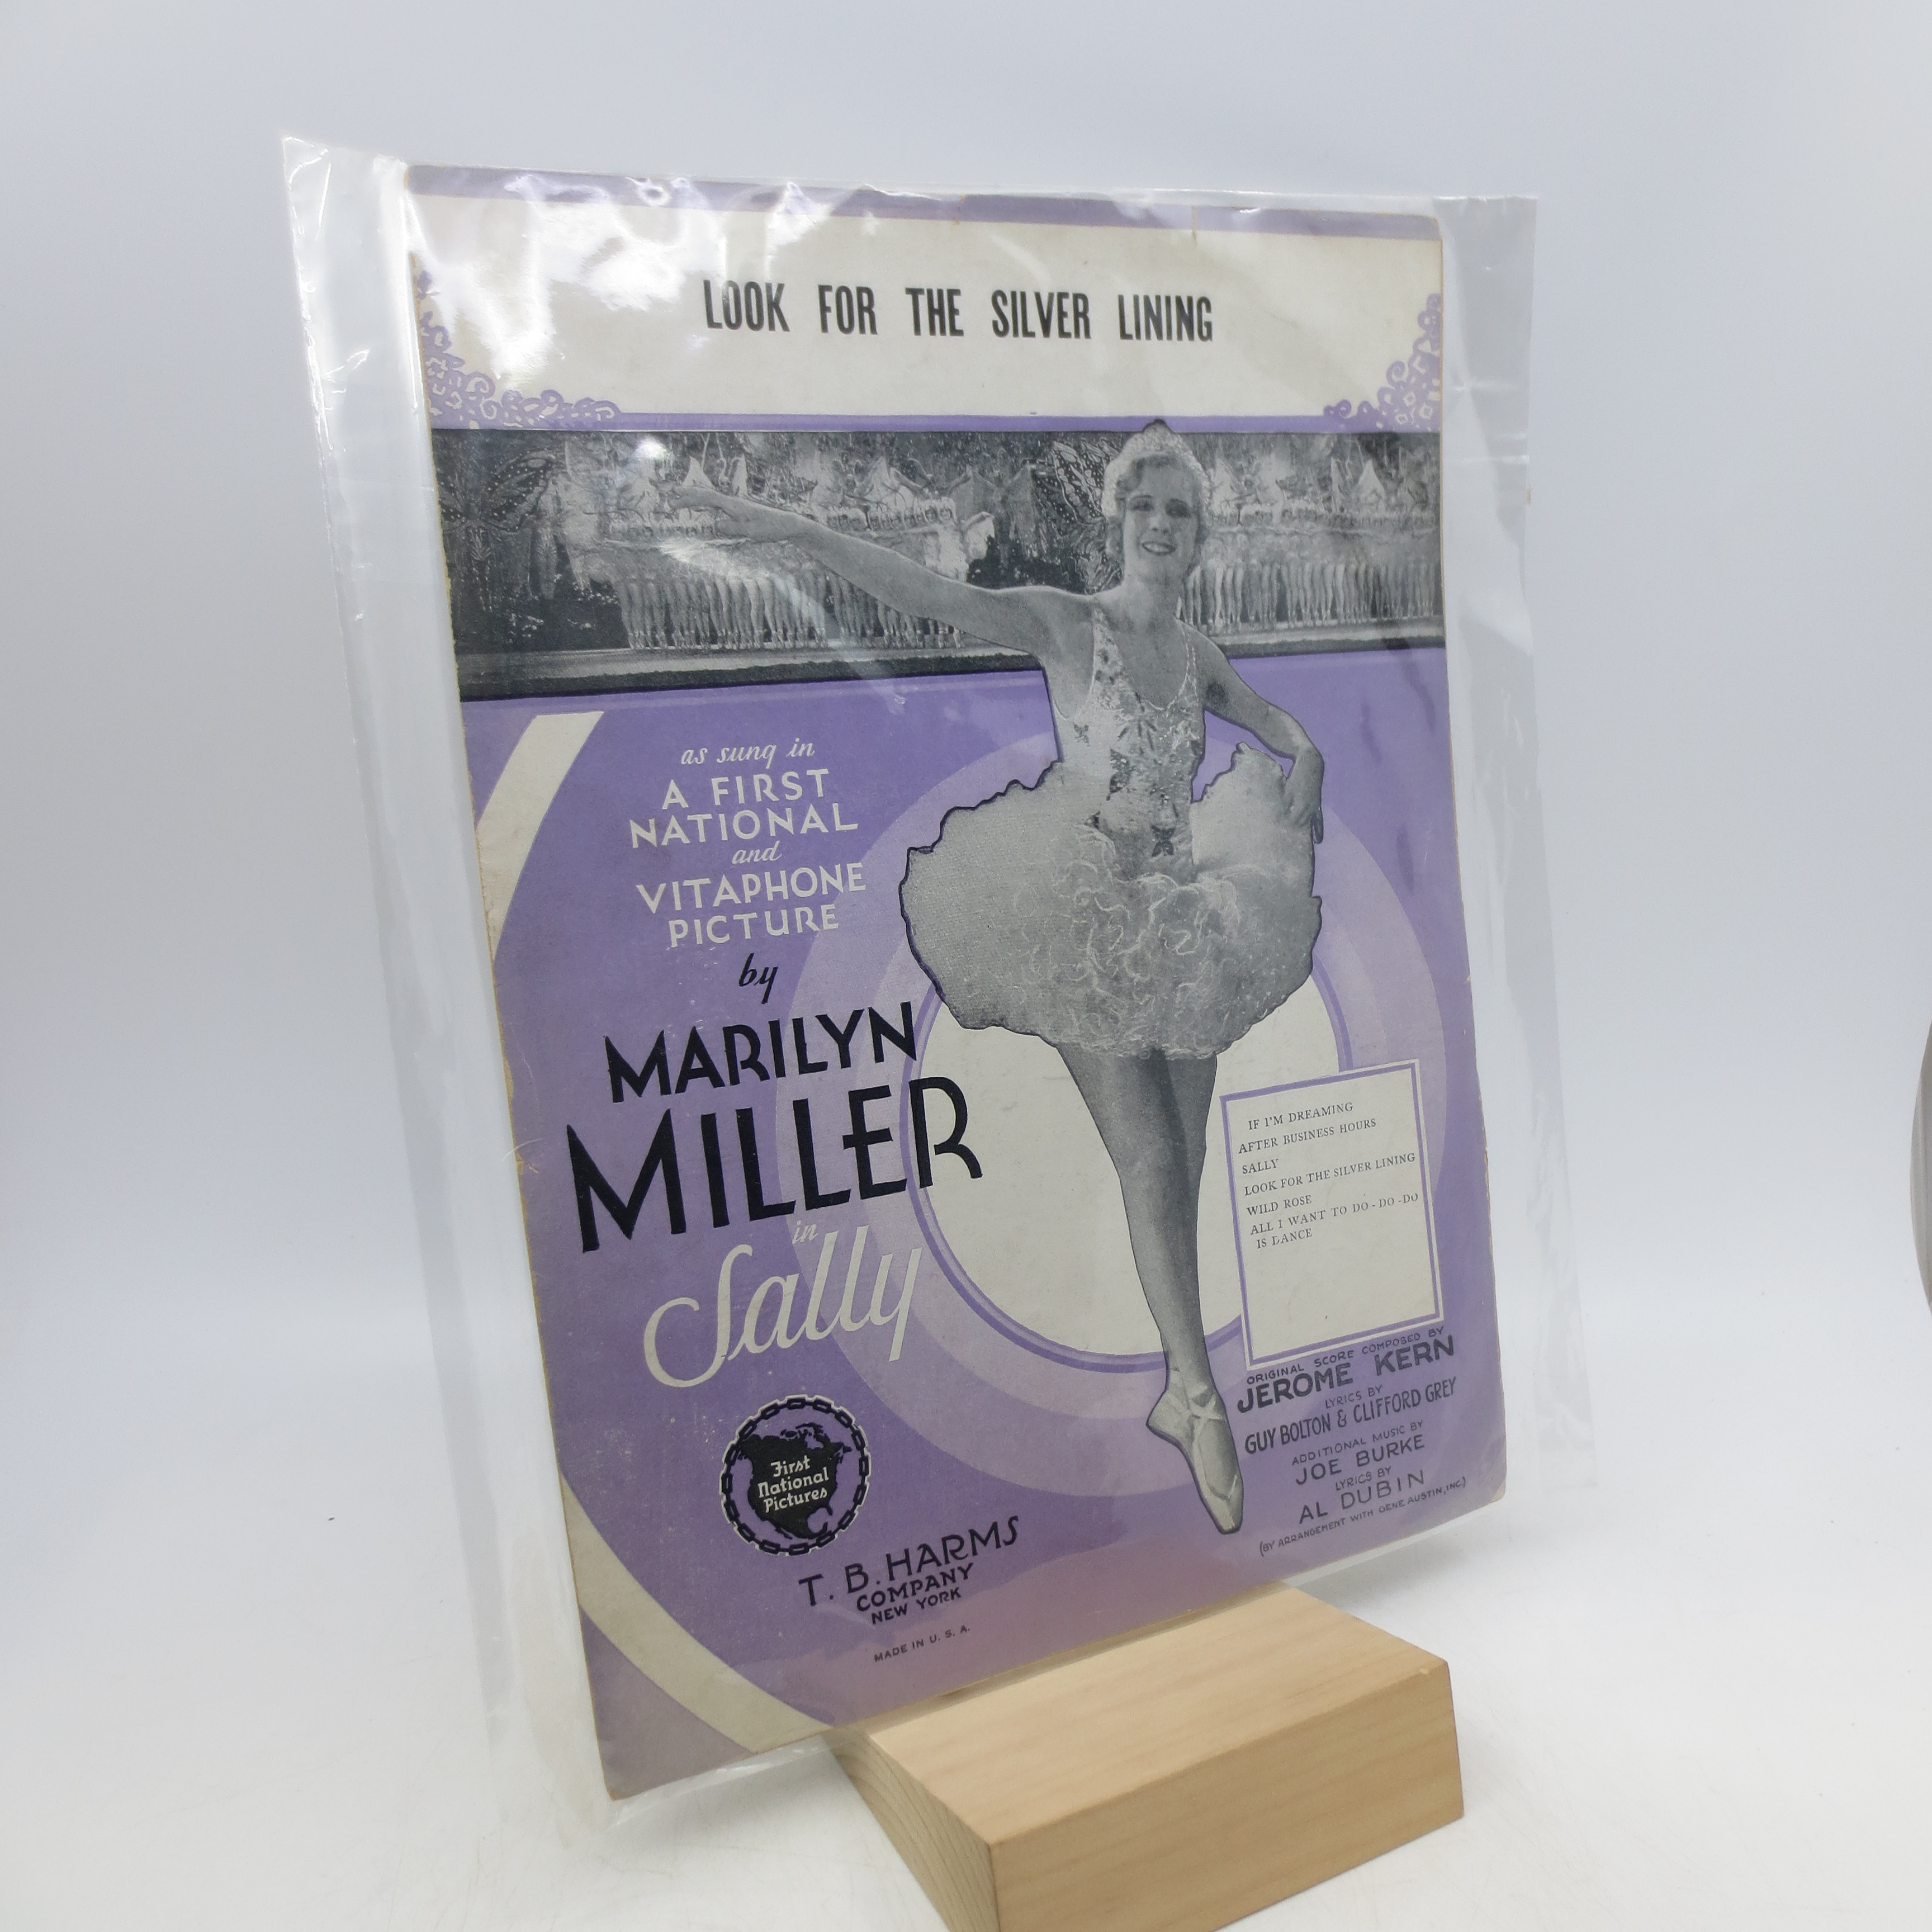 LOOK FOR THE SILVER LINING
as sung in
A FIRST
NATIONAL
and
VITAPHONE
PICTURE
by
MARILYN
MILLER
in
Sally
First
National
Pictures
T. B. HARMS
COMPANY
NEW YORK
MADE IN U. S. A.
IF I'M DREAMING
AFTER BUSINESS HOURS
SALLY
LOOK FOR THE SILVER LINING
WILD ROSE
ALL I WANT TO DO-DO-DO
IS DANCE
ORIGINAL SCORE COMPOSED BY
JEROME KERN
LYRICS BY
GUY BOLTON & CLIFFORD GREY
ADDITIONAL MUSIC BY
JOE BURKE
LYRICS BY
AL DUBIN
(BY ARRANGEMENT WITH GENE AUSTIN, INC.)